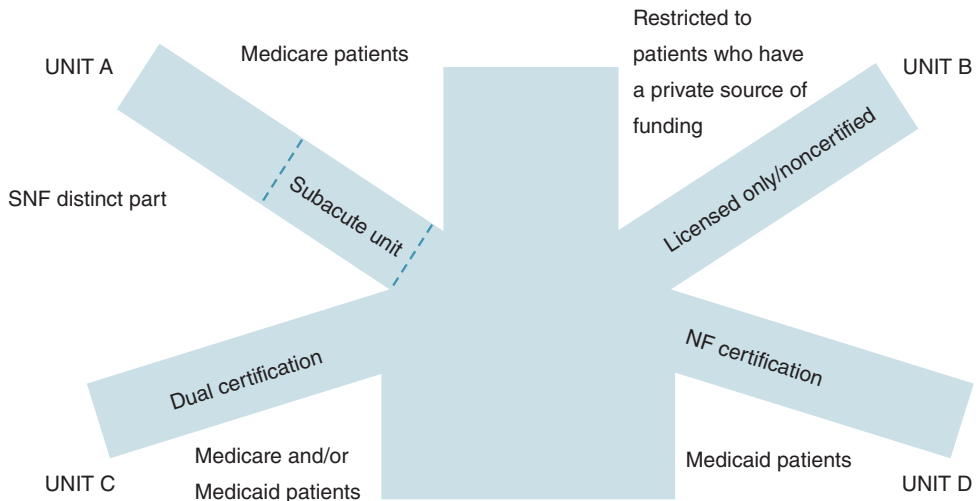 UNIT A
Medicare patients
Restricted to
patients who have
a private source of
funding
UNIT B
SNF distinct part
Subacute unit
Licensed only/noncertified
Dual certification
NF certification
UNIT C
Medicare and/or
Medicaid patients
Medicaid patients
UNIT D